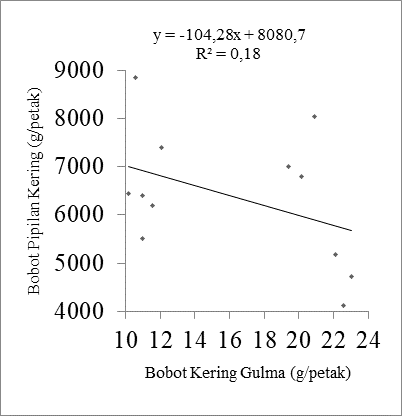 y = -104,28x + 8080,7
R² = 0,18
Bobot Pipilan Kering (g/petak)
9000
8000
7000
6000
5000
4000
10 12 14 16 18 20 22 24
Bobot Kering Gulma (g/petak)